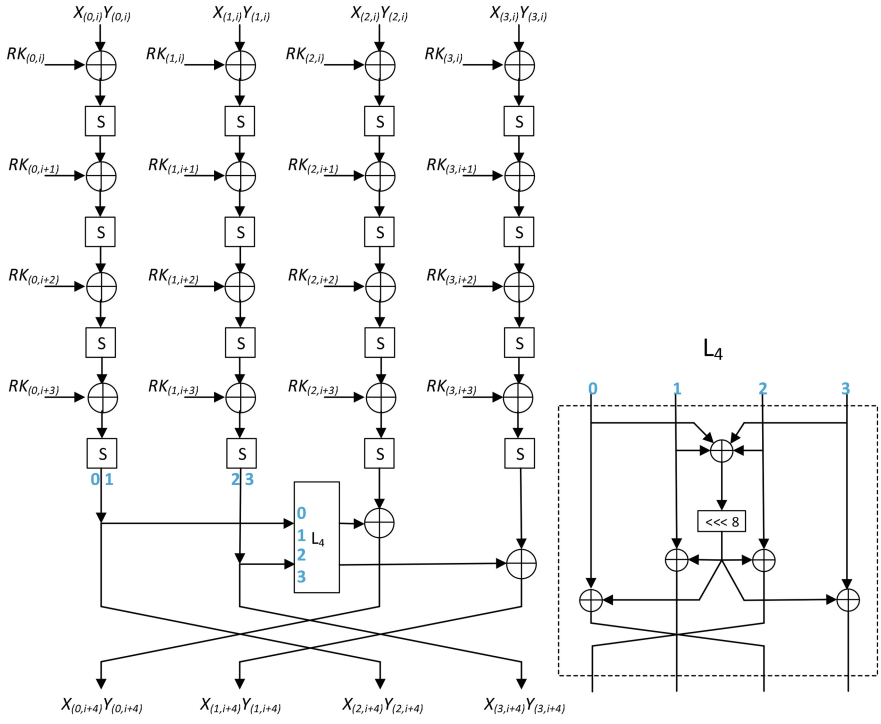 X(0,i)Y(0,i) X(1,i)Y(1,i) X(2,i)Y(2,i) X(3,i)Y(3,i)
RK(0,i) RK(1,i) RK(2,i) RK(3,i)
S S S S
RK(0,i+1) RK(1,i+1) RK(2,i+1) RK(3,i+1)
S S S S
RK(0,i+2) RK(1,i+2) RK(2,i+2) RK(3,i+2)
S S S S
RK(0,i+3) RK(1,i+3) RK(2,i+3) RK(3,i+3)
S S S S
0 1 2 3
0
1
L4
2
3
X(0,i+4)Y(0,i+4) X(1,i+4)Y(1,i+4) X(2,i+4)Y(2,i+4) X(3,i+4)Y(3,i+4)
L4
0 1 2 3
<<< 8